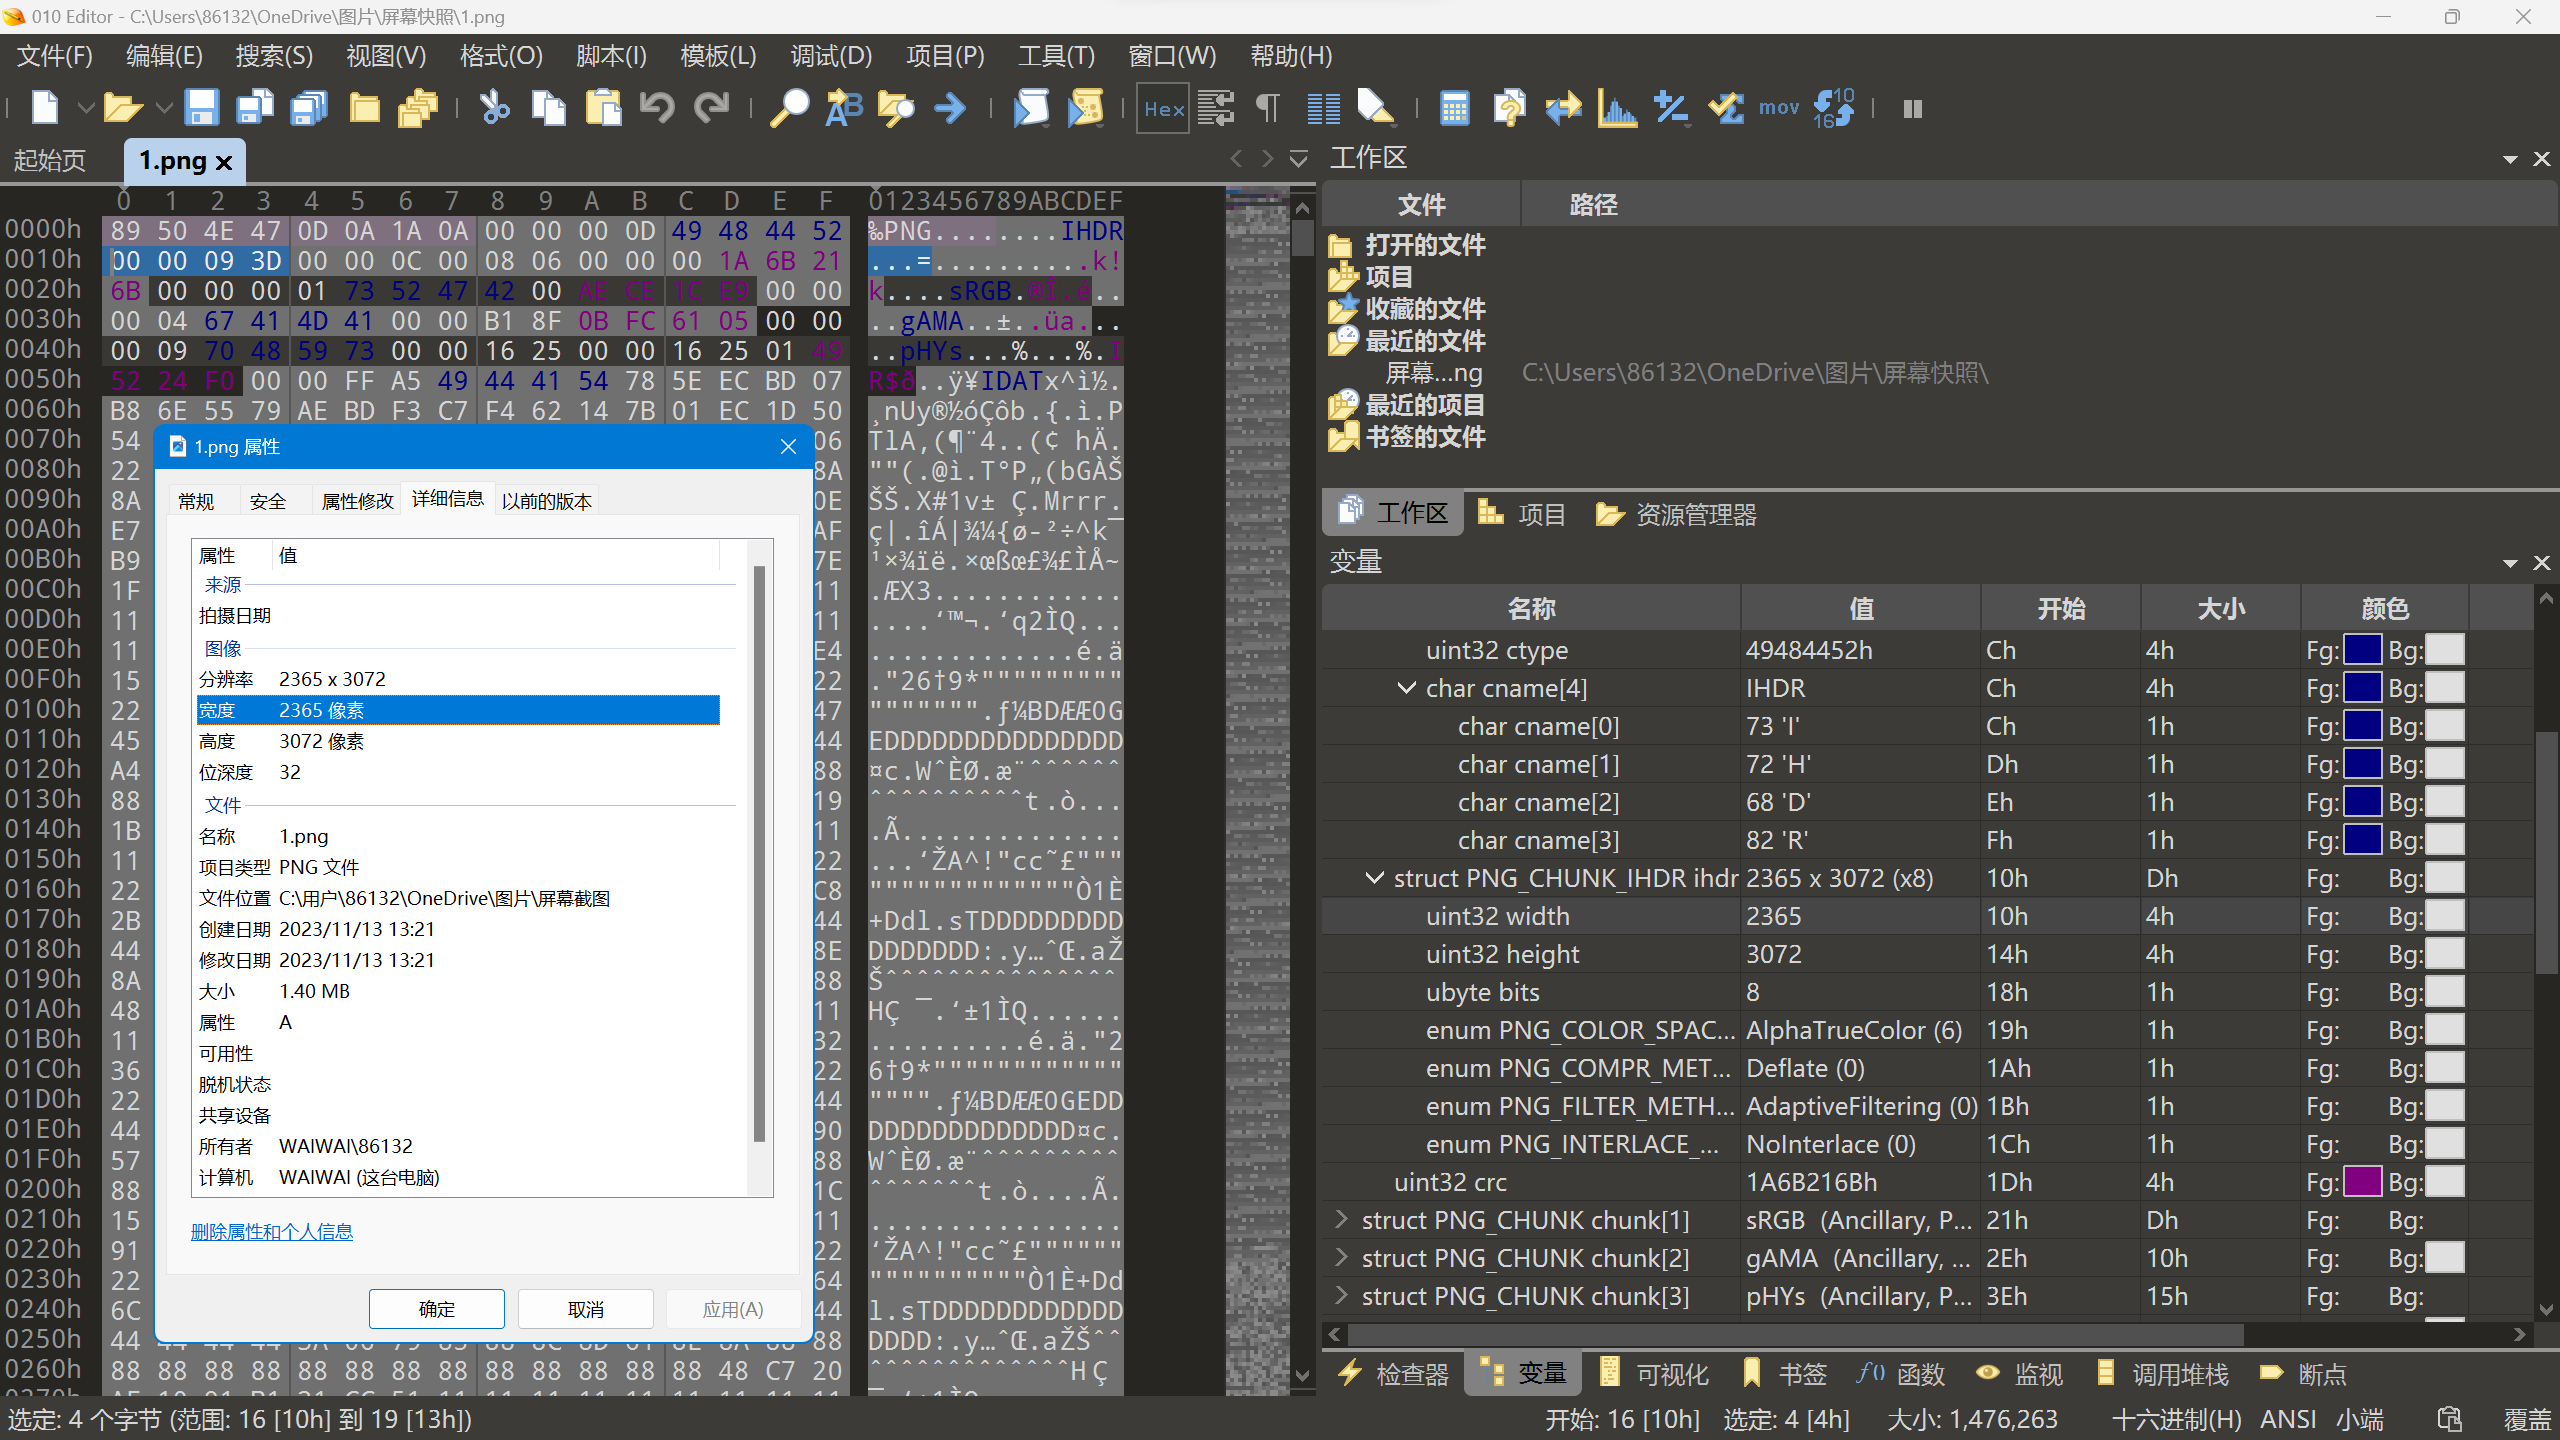 010 Editor - C:\Users\86132\OneDrive\图片\屏幕快照\1.png
文件(F) 编辑(E) 搜索(S) 视图(V) 格式(O) 脚本(I) 模板(L) 调试(D) 项目(P) 工具(T) 窗口(W) 帮助(H)
Hex mov 10 16
起始页 1.png
0 1 2 3 4 5 6 7 8 9 A B C D E F 0123456789ABCDEF
0000h 89 50 4E 47 0D 0A 1A 0A 00 00 00 0D 49 48 44 52 ‰PNG........IHDR
0010h 00 00 09 3D 00 00 0C 00 08 06 00 00 00 1A 6B 21 ...=..........k!
0020h 6B 00 00 00 01 73 52 47 42 00 AE CE 1C E9 00 00 k....sRGB.®Î.é..
0030h 00 04 67 41 4D 41 00 00 B1 8F 0B FC 61 05 00 00 ..gAMA..±..üa...
0040h 00 09 70 48 59 73 00 00 16 25 00 00 16 25 01 49 ..pHYs...%...%.I
0050h 52 24 F0 00 00 FF A5 49 44 41 54 78 5E EC BD 07 R$ð..ÿ¥IDATx^ì½.
0060h B8 6E 55 79 AE BD F3 C7 F4 62 14 7B 01 EC 1D 50 ¸nUy®½óÇôb.{.ì.P
0070h 54 06 TlA,(¶¨4..(¢ hÄ.
0080h 22 8A ""(.@ì.T°P„(bGÀŠ
0090h 8A 0E ŠŠ.X#1v± Ç.Mrrr.
00A0h E7 AF ç|.îÁ|¾¼{ø-²÷^k¯
00B0h B9 7E ¹×¾ïë.×œßœ£¾£ÌÅ~
00C0h 1F 11 .ÆX3............
00D0h 11 11 ....‘™¬.‘q2ÌQ...
00E0h 11 E4 .............é.ä
00F0h 15 22 ."26†9*"""""""""
0100h 22 47 """"""".ƒ¼BDÆÆOG
0110h 45 44 EDDDDDDDDDDDDDDD
0120h A4 88 ¤c.WˆÈØ.æ¨ˆˆˆˆˆˆ
0130h 88 19 ˆˆˆˆˆˆˆˆˆˆt.ò...
0140h 1B 11 .Ã..............
0150h 11 22 ...‘ŽA^!"cc˜£"""
0160h 22 C8 """""""""""""Ò1È
0170h 2B 44 +Ddl.sTDDDDDDDDD
0180h 44 8E DDDDDDD:.y…ˆŒ.aŽ
0190h 8A 88 Šˆˆˆˆˆˆˆˆˆˆˆˆˆˆˆ
01A0h 48 11 HÇ ¯.‘±1ÌQ......
01B0h 11 32 ..........é.ä."2
01C0h 36 22 6†9*""""""""""""
01D0h 22 44 """".ƒ¼BDÆÆOGEDD
01E0h 44 90 DDDDDDDDDDDDD¤c.
01F0h 57 88 WˆÈØ.æ¨ˆˆˆˆˆˆˆˆˆ
0200h 88 1C ˆˆˆˆˆˆˆt.ò....Ã.
0210h 15 11 ................
0220h 91 22 ‘ŽA^!"cc˜£""""""
0230h 22 64 """"""""""Ò1È+Dd
0240h 6C 44 l.sTDDDDDDDDDDDD
0250h 44 88 DDDD:.y…ˆŒ.aŽŠˆˆ
0260h 88 88 88 88 88 88 88 88 88 88 88 88 88 48 C7 20 ˆˆˆˆˆˆˆˆˆˆˆˆˆHÇ
1.png 属性
常规 安全 属性修改 详细信息 以前的版本
属性 值
来源
拍摄日期
图像
分辨率 2365 x 3072
宽度 2365 像素
高度 3072 像素
位深度 32
文件
名称 1.png
项目类型 PNG 文件
文件位置 C:\用户\86132\OneDrive\图片\屏幕截图
创建日期 2023/11/13 13:21
修改日期 2023/11/13 13:21
大小 1.40 MB
属性 A
可用性
脱机状态
共享设备
所有者 WAIWAI\86132
计算机 WAIWAI (这台电脑)
删除属性和个人信息
确定 取消 应用(A)
工作区
文件 路径
打开的文件
项目
收藏的文件
最近的文件
屏幕...ng C:\Users\86132\OneDrive\图片\屏幕快照\
最近的项目
书签的文件
工作区 项目 资源管理器
变量
名称 值 开始 大小 颜色
uint32 ctype 49484452h Ch 4h Fg: Bg:
char cname[4] IHDR Ch 4h Fg: Bg:
char cname[0] 73 'I' Ch 1h Fg: Bg:
char cname[1] 72 'H' Dh 1h Fg: Bg:
char cname[2] 68 'D' Eh 1h Fg: Bg:
char cname[3] 82 'R' Fh 1h Fg: Bg:
struct PNG_CHUNK_IHDR ihdr 2365 x 3072 (x8) 10h Dh Fg: Bg:
uint32 width 2365 10h 4h Fg: Bg:
uint32 height 3072 14h 4h Fg: Bg:
ubyte bits 8 18h 1h Fg: Bg:
enum PNG_COLOR_SPAC... AlphaTrueColor (6) 19h 1h Fg: Bg:
enum PNG_COMPR_MET... Deflate (0) 1Ah 1h Fg: Bg:
enum PNG_FILTER_METH... AdaptiveFiltering (0) 1Bh 1h Fg: Bg:
enum PNG_INTERLACE_... NoInterlace (0) 1Ch 1h Fg: Bg:
uint32 crc 1A6B216Bh 1Dh 4h Fg: Bg:
struct PNG_CHUNK chunk[1] sRGB (Ancillary, P... 21h Dh Fg: Bg:
struct PNG_CHUNK chunk[2] gAMA (Ancillary, ... 2Eh 10h Fg: Bg:
struct PNG_CHUNK chunk[3] pHYs (Ancillary, P... 3Eh 15h Fg: Bg:
检查器 变量 可视化 书签 f() 函数 监视 调用堆栈 断点
选定: 4 个字节 (范围: 16 [10h] 到 19 [13h]) 开始: 16 [10h] 选定: 4 [4h] 大小: 1,476,263 十六进制(H) ANSI 小端 覆盖